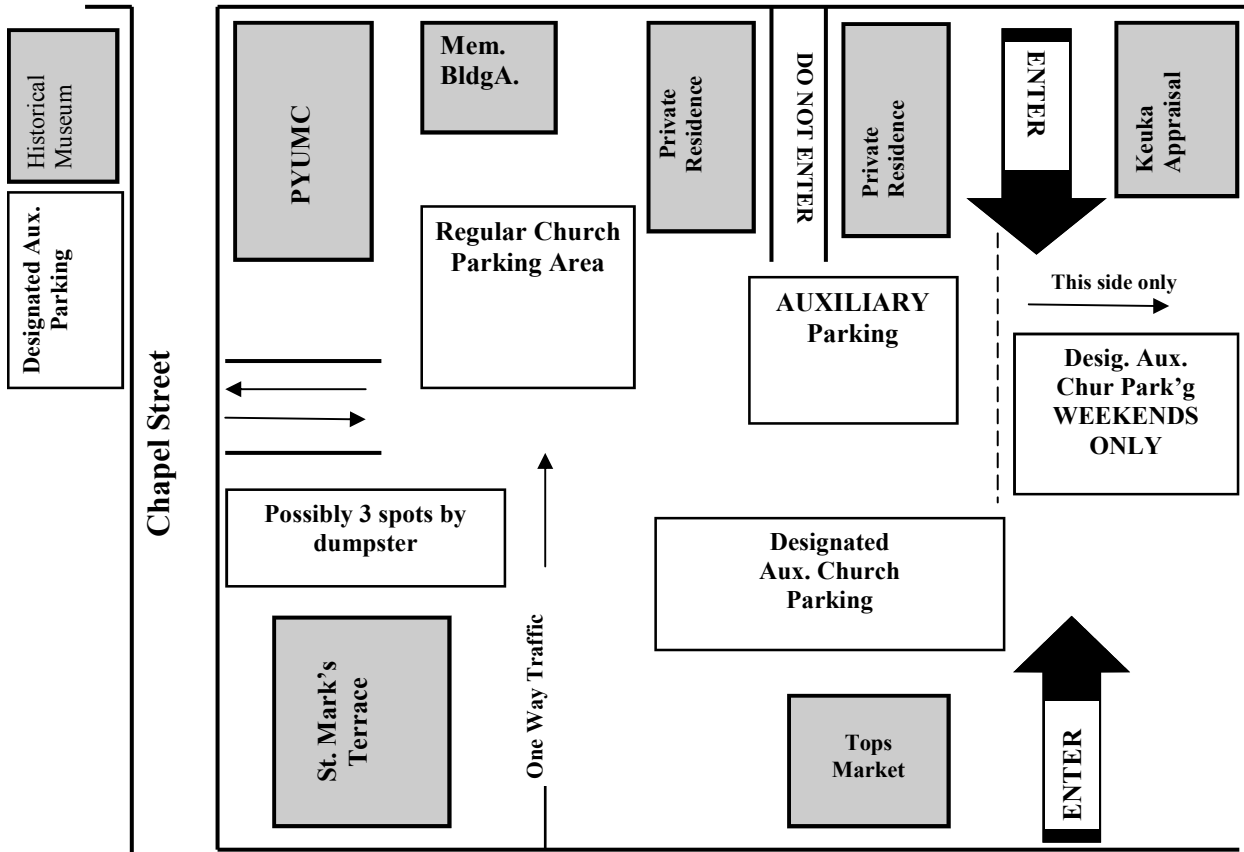 Historical
Museum
Designated Aux.
Parking
Chapel Street
PYUMC
Mem.
BldgA.
Regular Church
Parking Area
Private
Residence
DO NOT ENTER
Private
Residence
ENTER
Keuka
Appraisal
AUXILIARY
Parking
This side only
Desig. Aux.
Chur Park’g
WEEKENDS
ONLY
Possibly 3 spots by
dumpster
Designated
Aux. Church
Parking
St. Mark’s
Terrace
One Way Traffic
Tops
Market
ENTER